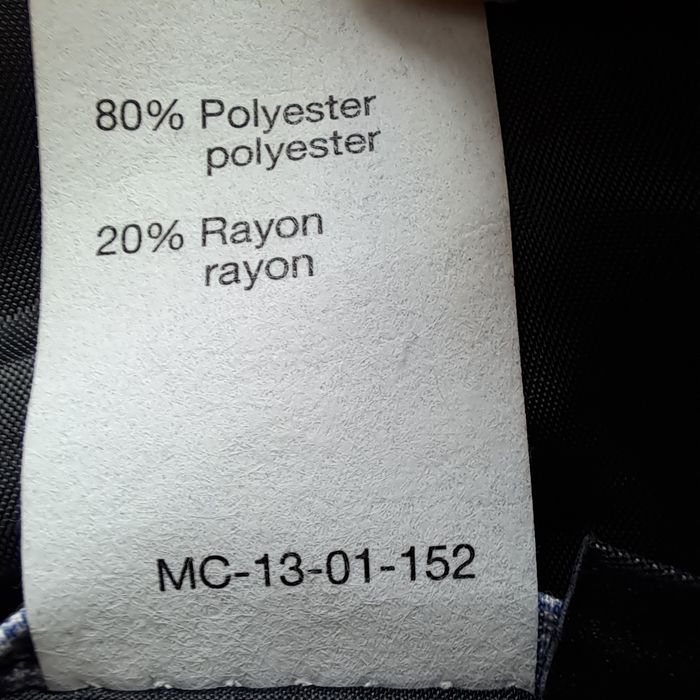 80% Polyester
polyester
20% Rayon
rayon
MC-13-01-152